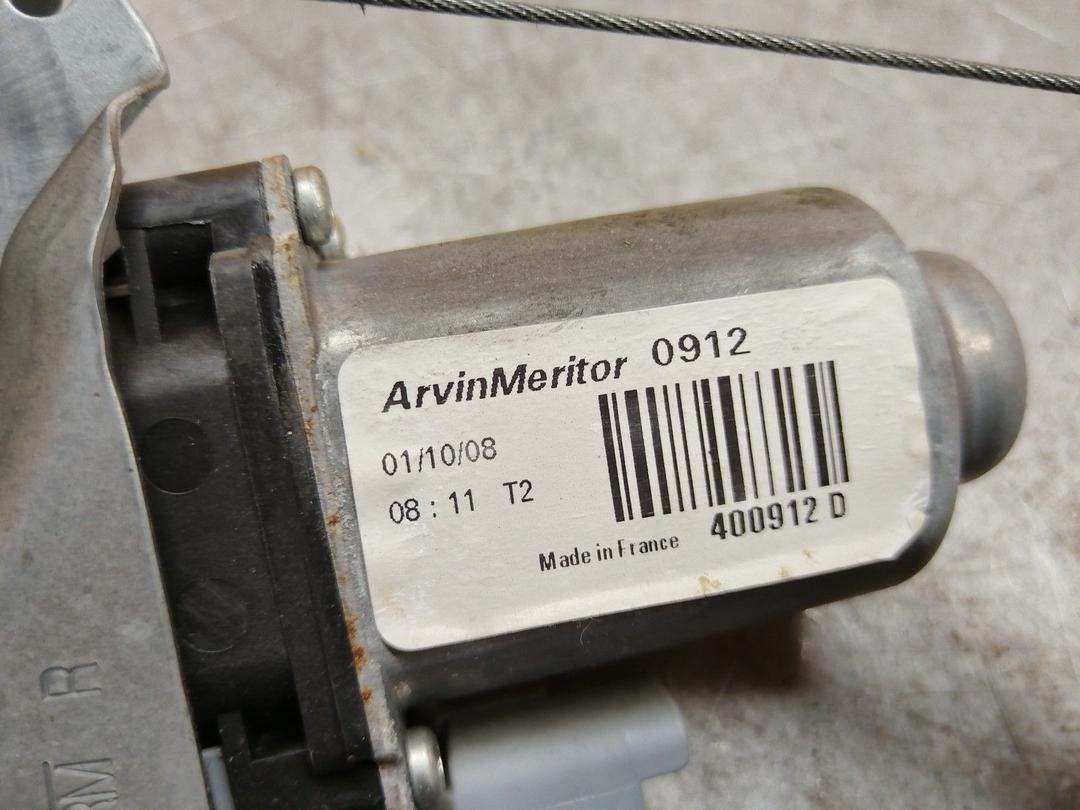 ArvinMeritor 0912
01/10/08
08 : 11 T2
400912 D
Made in France
R